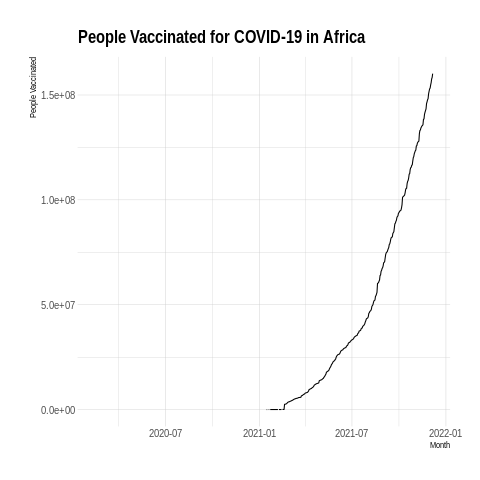 People Vaccinated for COVID-19 in Africa
People Vaccinated
1.5e+08
1.0e+08
5.0e+07
0.0e+00
2020-07
2021-01
2021-07
2022-01
Month